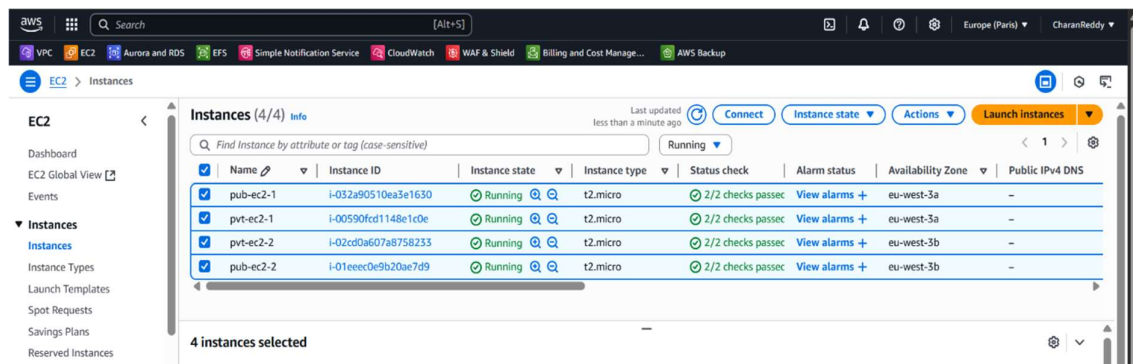 aws Search [Alt+S] Europe (Paris) ▼ CharanReddy ▼
VPC EC2 Aurora and RDS EFS Simple Notification Service CloudWatch WAF & Shield Billing and Cost Manage... AWS Backup
EC2 > Instances
EC2
Dashboard
EC2 Global View
Events
▼ Instances
Instances
Instance Types
Launch Templates
Spot Requests
Savings Plans
Reserved Instances
Instances (4/4) Info
Last updated
less than a minute ago
Connect Instance state ▼ Actions ▼ Launch instances ▼
Find Instance by attribute or tag (case-sensitive) Running ▼ < 1 >
Name Instance ID Instance state Instance type Status check Alarm status Availability Zone Public IPv4 DNS
pub-ec2-1 i-032a90510ea3e1630 Running t2.micro 2/2 checks passec View alarms + eu-west-3a –
pvt-ec2-1 i-00590fcd1148e1c0e Running t2.micro 2/2 checks passec View alarms + eu-west-3a –
pvt-ec2-2 i-02cd0a607a8758233 Running t2.micro 2/2 checks passec View alarms + eu-west-3b –
pub-ec2-2 i-01eeec0e9b20ae7d9 Running t2.micro 2/2 checks passec View alarms + eu-west-3b –
4 instances selected